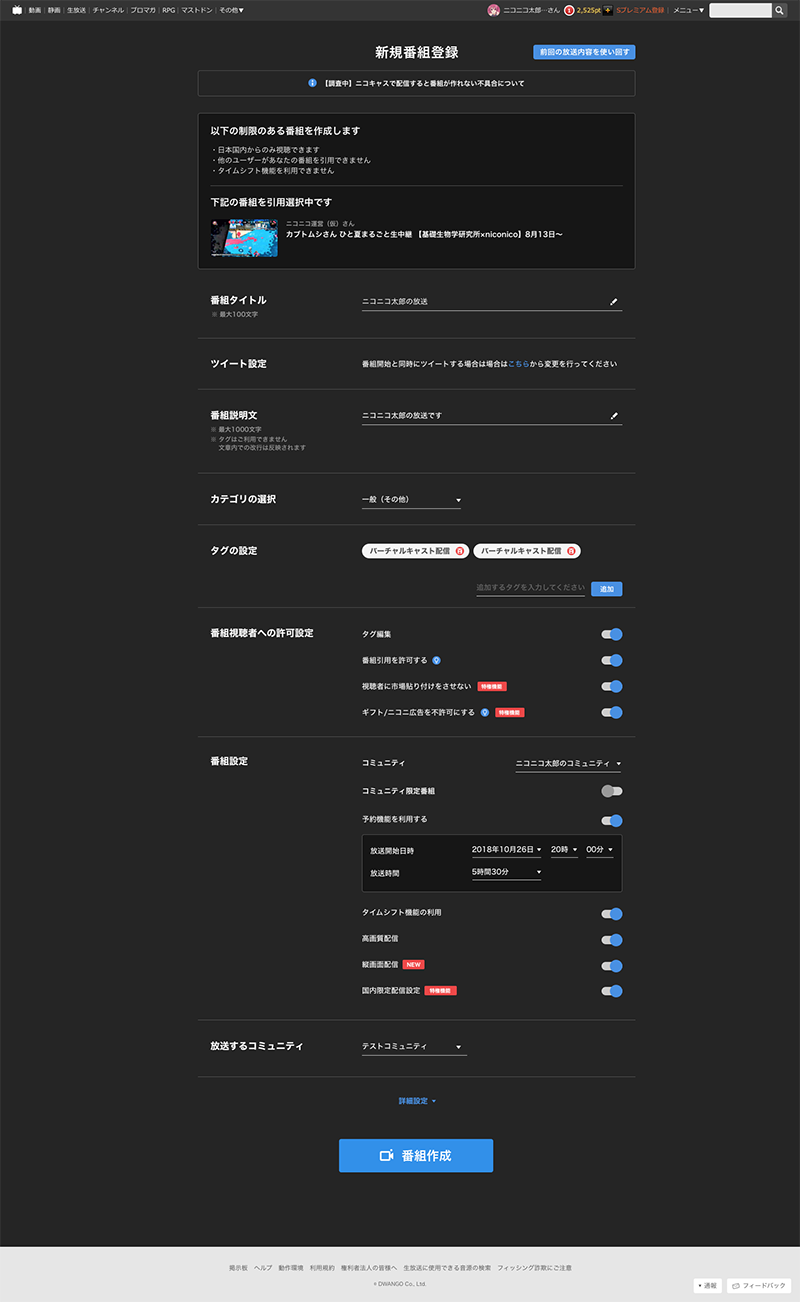 動画 静画 生放送 チャンネル ブロマガ RPG マストドン その他▼ ニコニコ太郎…さん 2,525pt Sプレミアム登録 メニュー▼
新規番組登録 前回の放送内容を使い回す
【調査中】ニコキャスで配信すると番組が作れない不具合について
以下の制限のある番組を作成します
・日本国内からのみ視聴できます
・他のユーザーがあなたの番組を引用できません
・タイムシフト機能を利用できません
下記の番組を引用選択中です
ニコニコ運営（仮）さん
カブトムシさん ひと夏まるごと生中継 【基礎生物学研究所×niconico】8月13日〜
番組タイトル ニコニコ太郎の放送
※ 最大100文字
ツイート設定 番組開始と同時にツイートする場合は場合はこちらから変更を行ってください
番組説明文 ニコニコ太郎の放送です
※ 最大1000文字
※ タグはご利用できません
文章内での改行は反映されます
カテゴリの選択 一般（その他）
タグの設定 バーチャルキャスト配信 バーチャルキャスト配信
追加するタグを入力してください 追加
番組視聴者への許可設定 タグ編集
番組引用を許可する
視聴者に市場貼り付けをさせない 特権機能
ギフト/ニコニ広告を不許可にする 特権機能
番組設定 コミュニティ ニコニコ太郎のコミュニティ
コミュニティ限定番組
予約機能を利用する
放送開始日時 2018年10月26日 20時 00分
放送時間 5時間30分
タイムシフト機能の利用
高画質配信
縦画面配信 NEW
国内限定配信設定 特権機能
放送するコミュニティ テストコミュニティ
詳細設定
番組作成
掲示板 ヘルプ 動作環境 利用規約 権利者法人の皆様へ 生放送に使用できる音源の検索 フィッシング詐欺にご注意
© DWANGO Co., Ltd.
通報 フィードバック